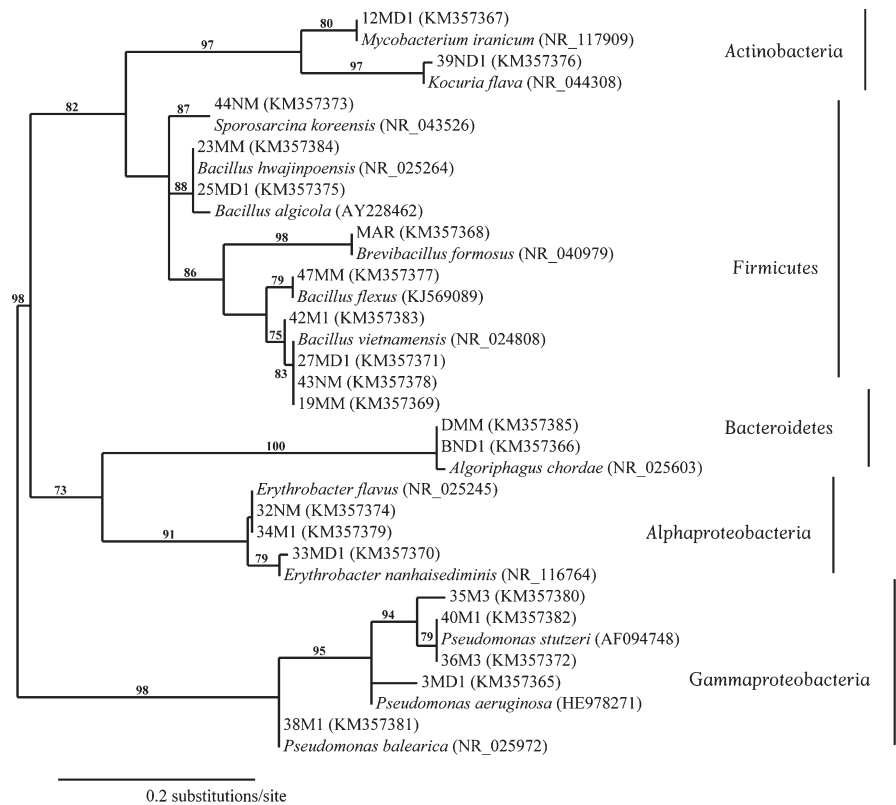 80
12MD1 (KM357367)
Mycobacterium iranicum (NR_117909)
97
Actinobacteria
97
39ND1 (KM357376)
Kocuria flava (NR_044308)
82
87
44NM (KM357373)
Sporosarcina koreensis (NR_043526)
23MM (KM357384)
Bacillus hwajinpoensis (NR_025264)
88
25MD1 (KM357375)
Bacillus algicola (AY228462)
98
MAR (KM357368)
Brevibacillus formosus (NR_040979)
Firmicutes
86
79
47MM (KM357377)
Bacillus flexus (KJ569089)
98
42M1 (KM357383)
75
Bacillus vietnamensis (NR_024808)
27MD1 (KM357371)
83
43NM (KM357378)
19MM (KM357369)
DMM (KM357385)
Bacteroidetes
100
BND1 (KM357366)
Algoriphagus chordae (NR_025603)
73
Erythrobacter flavus (NR_025245)
32NM (KM357374)
91
34M1 (KM357379)
Alphaproteobacteria
79
33MD1 (KM357370)
Erythrobacter nanhaisediminis (NR_116764)
35M3 (KM357380)
94
40M1 (KM357382)
79
Pseudomonas stutzeri (AF094748)
95
36M3 (KM357372)
3MD1 (KM357365)
Gammaproteobacteria
98
Pseudomonas aeruginosa (HE978271)
38M1 (KM357381)
Pseudomonas balearica (NR_025972)
0.2 substitutions/site